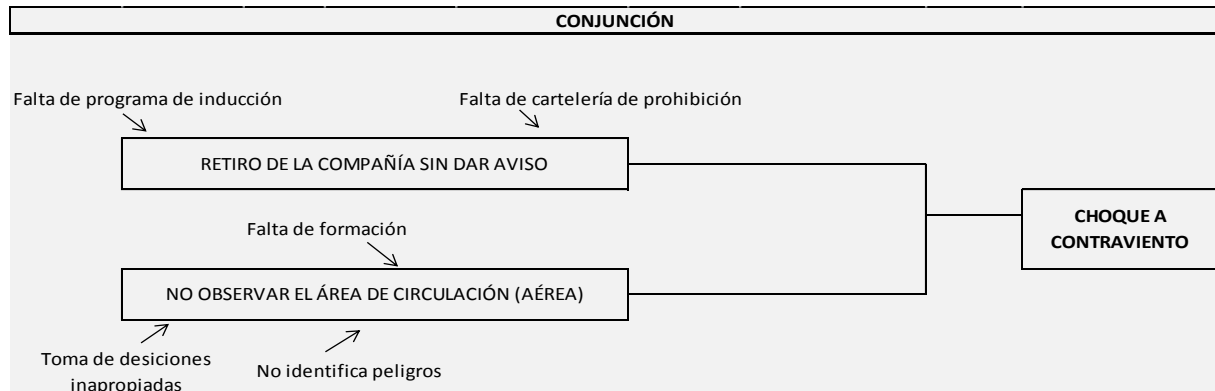 CONJUNCIÓN
Falta de programa de inducción
Falta de cartelería de prohibición
RETIRO DE LA COMPAÑÍA SIN DAR AVISO
Falta de formación
CHOQUE A
CONTRAVIENTO
NO OBSERVAR EL ÁREA DE CIRCULACIÓN (AÉREA)
Toma de desiciones
inapropiadas
No identifica peligros